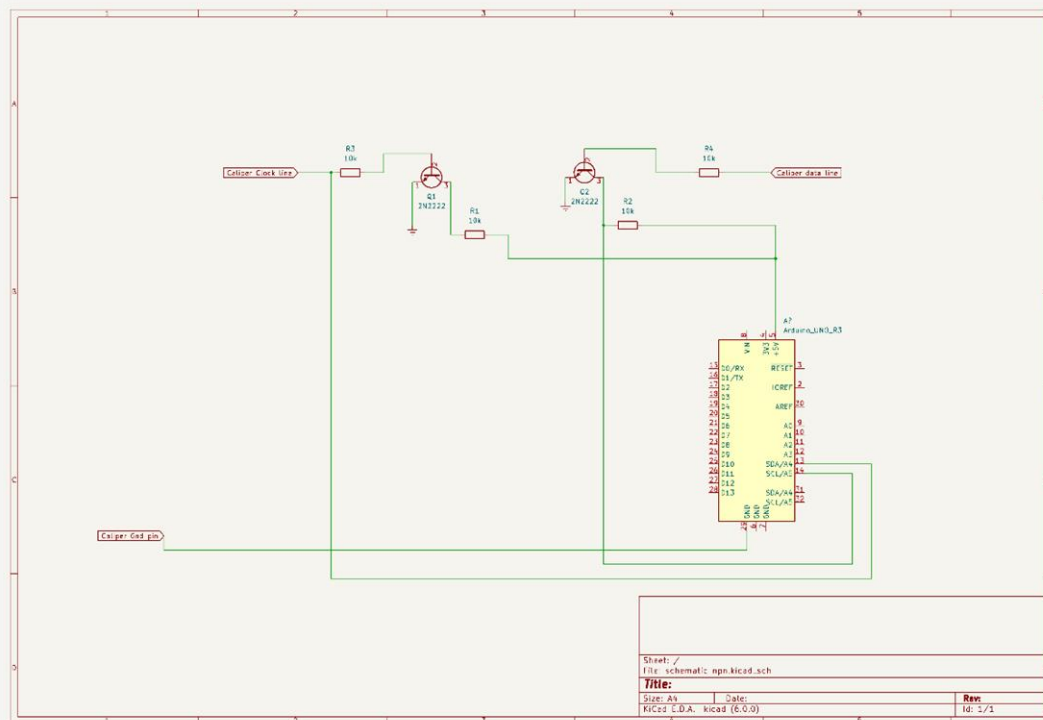 1 2 3 4 5
A
B
C
D
R3
10k
R4
10k
Caliper Clock line
Caliper data line
Q1
2N2222
2N2222
R1
10k
R2
10k
A?
Arduino_UNO_R3
VIN
3V3
+5V
D0/RX
D1/TX
D2
D3
D4
D5
D6
D7
D8
D9
D10
D11
D12
D13
RESET
IOREF
AREF
A0
A1
A2
A3
SDA/A4
SCL/A5
SDA/A4
SCL/A5
GND
GND
GND
Caliper Gnd pin
Sheet: /
File: schematic npn.kicad_sch
Title:
Size: A4
Date:
Rev:
KiCad E.D.A. kicad (6.0.0)
Id: 1/1